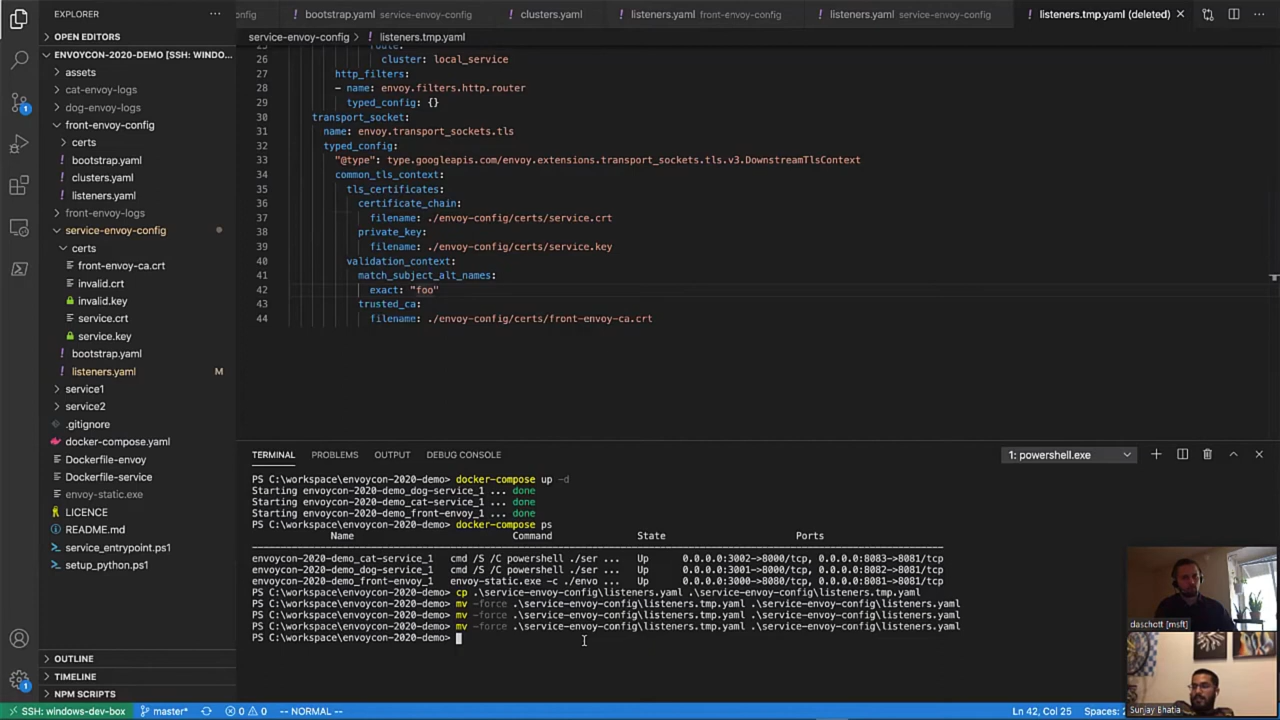 EXPLORER
···
onfig
bootstrap.yaml service-envoy-config
clusters.yaml
listeners.yaml front-envoy-config
listeners.yaml service-envoy-config
listeners.tmp.yaml (deleted)
OPEN EDITORS
service-envoy-config > listeners.tmp.yaml
ENVOYCON-2020-DEMO [SSH: WINDO...
assets
cat-envoy-logs
dog-envoy-logs
front-envoy-config
certs
bootstrap.yaml
clusters.yaml
listeners.yaml
front-envoy-logs
service-envoy-config
certs
front-envoy-ca.crt
invalid.crt
invalid.key
service.crt
service.key
bootstrap.yaml
listeners.yaml M
service1
service2
.gitignore
docker-compose.yaml
Dockerfile-envoy
Dockerfile-service
envoy-static.exe
LICENCE
README.md
service_entrypoint.ps1
setup_python.ps1
OUTLINE
TIMELINE
NPM SCRIPTS
25 route:
26 cluster: local_service
27 http_filters:
28 - name: envoy.filters.http.router
29 typed_config: {}
30 transport_socket:
31 name: envoy.transport_sockets.tls
32 typed_config:
33 "@type": type.googleapis.com/envoy.extensions.transport_sockets.tls.v3.DownstreamTlsContext
34 common_tls_context:
35 tls_certificates:
36 certificate_chain:
37 filename: ./envoy-config/certs/service.crt
38 private_key:
39 filename: ./envoy-config/certs/service.key
40 validation_context:
41 match_subject_alt_names:
42 exact: "foo"
43 trusted_ca:
44 filename: ./envoy-config/certs/front-envoy-ca.crt
TERMINAL PROBLEMS OUTPUT DEBUG CONSOLE
1: powershell.exe
PS C:\workspace\envoycon-2020-demo> docker-compose up -d
Starting envoycon-2020-demo_dog-service_1 ... done
Starting envoycon-2020-demo_cat-service_1 ... done
Starting envoycon-2020-demo_front-envoy_1 ... done
PS C:\workspace\envoycon-2020-demo> docker-compose ps
Name Command State Ports
envoycon-2020-demo_cat-service_1 cmd /S /C powershell ./ser ... Up 0.0.0.0:3002->8000/tcp, 0.0.0.0:8083->8081/tcp
envoycon-2020-demo_dog-service_1 cmd /S /C powershell ./ser ... Up 0.0.0.0:3001->8000/tcp, 0.0.0.0:8082->8081/tcp
envoycon-2020-demo_front-envoy_1 envoy-static.exe -c ./envo ... Up 0.0.0.0:3000->8080/tcp, 0.0.0.0:8081->8081/tcp
PS C:\workspace\envoycon-2020-demo> cp .\service-envoy-config\listeners.yaml .\service-envoy-config\listeners.tmp.yaml
PS C:\workspace\envoycon-2020-demo> mv -force .\service-envoy-config\listeners.tmp.yaml .\service-envoy-config\listeners.yaml
PS C:\workspace\envoycon-2020-demo> mv -force .\service-envoy-config\listeners.tmp.yaml .\service-envoy-config\listeners.yaml
PS C:\workspace\envoycon-2020-demo> mv -force .\service-envoy-config\listeners.tmp.yaml .\service-envoy-config\listeners.yaml
PS C:\workspace\envoycon-2020-demo>
daschott [msft]
Sunjay Bhatia
SSH: windows-dev-box
master*
0 0
-- NORMAL --
Ln 42, Col 25
Spaces: